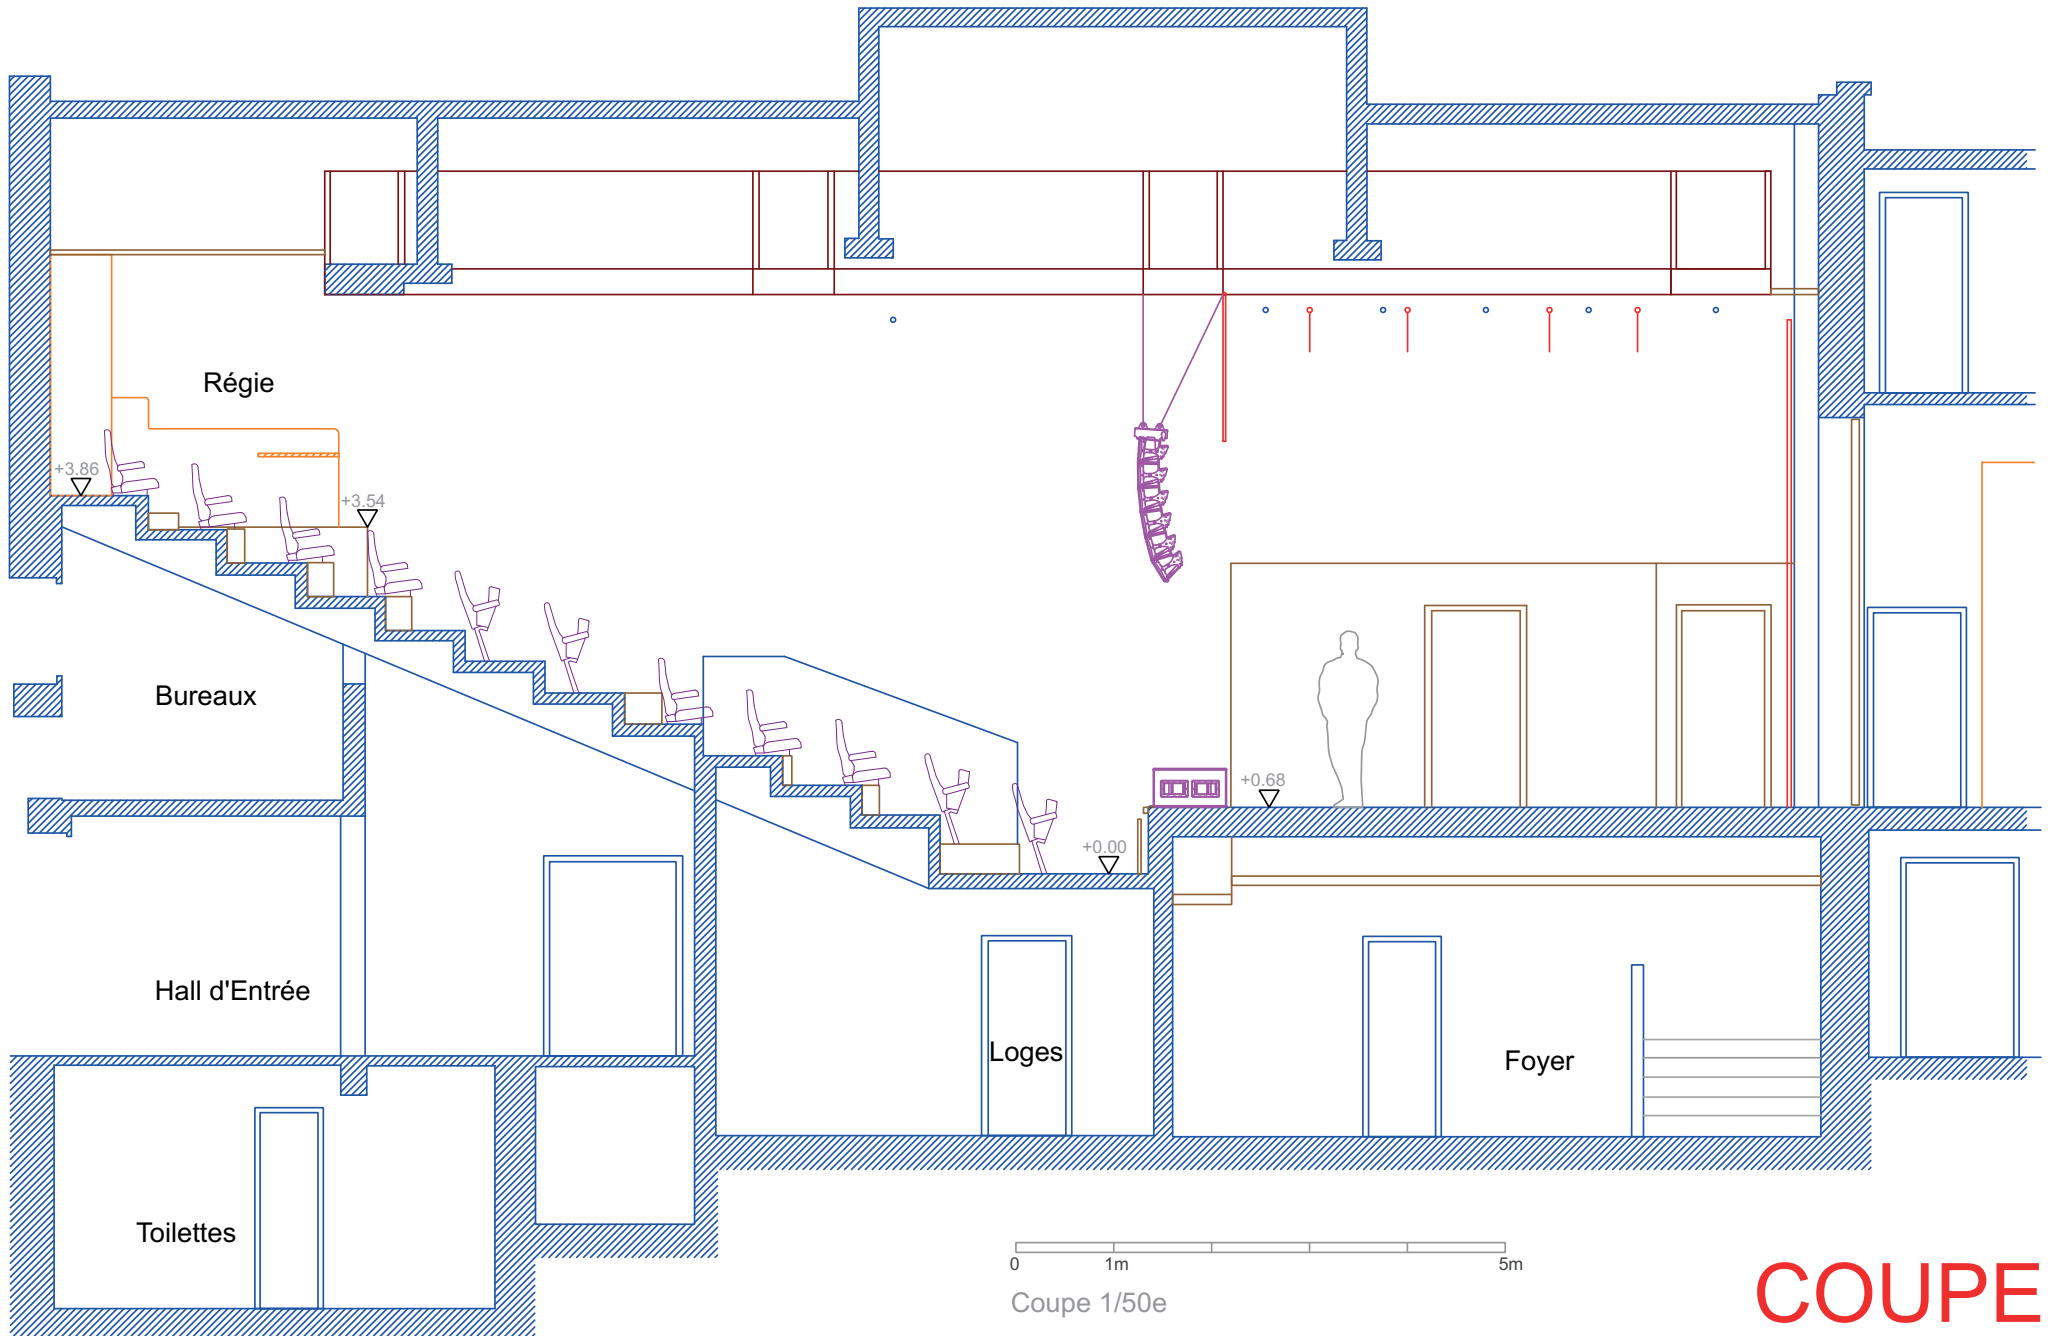 Régie
+3.86
+3.54
Bureaux
+0.68
+0.00
Hall d'Entrée
Loges
Foyer
Toilettes
0 1m 5m
Coupe 1/50e
COUPE